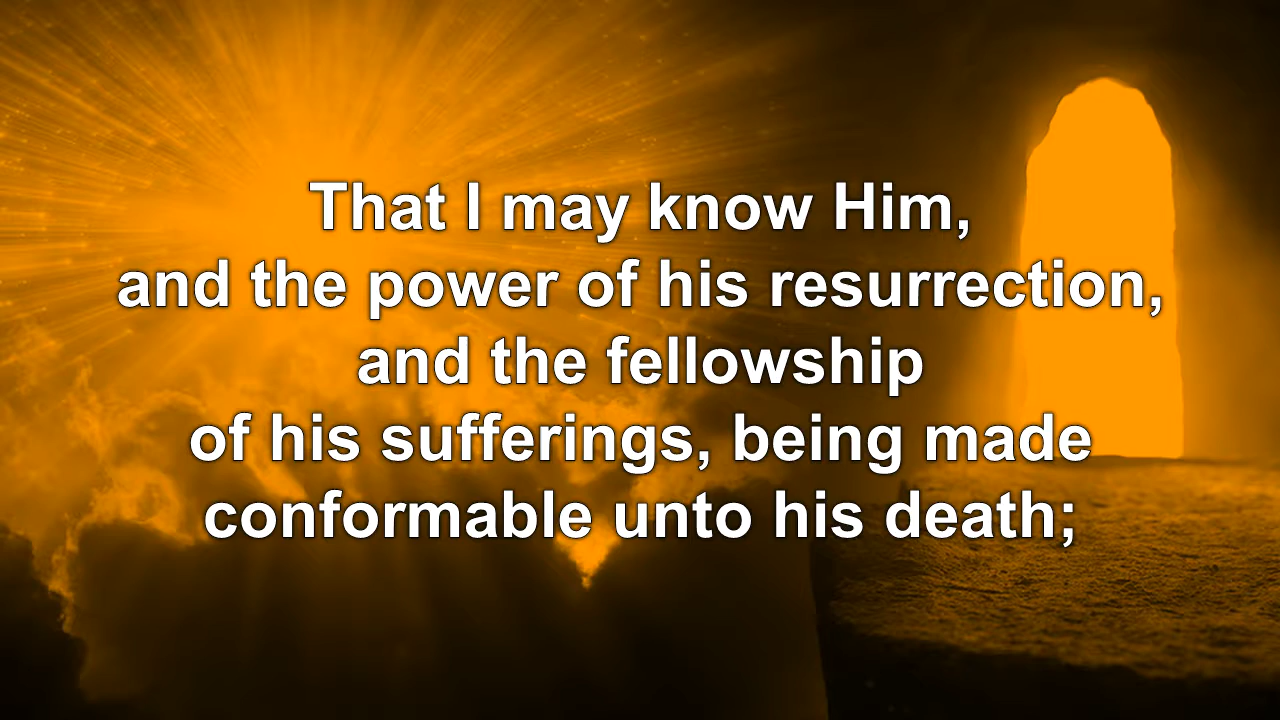 That I may know Him,
and the power of his resurrection,
and the fellowship
of his sufferings, being made
conformable unto his death;